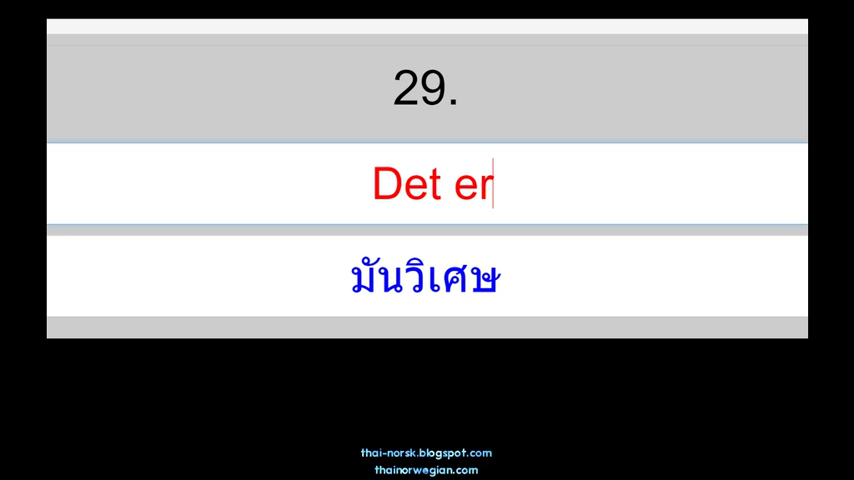 29.
Det er
มันวิเศษ
thai-norsk.blogspot.com
thainorwegian.com